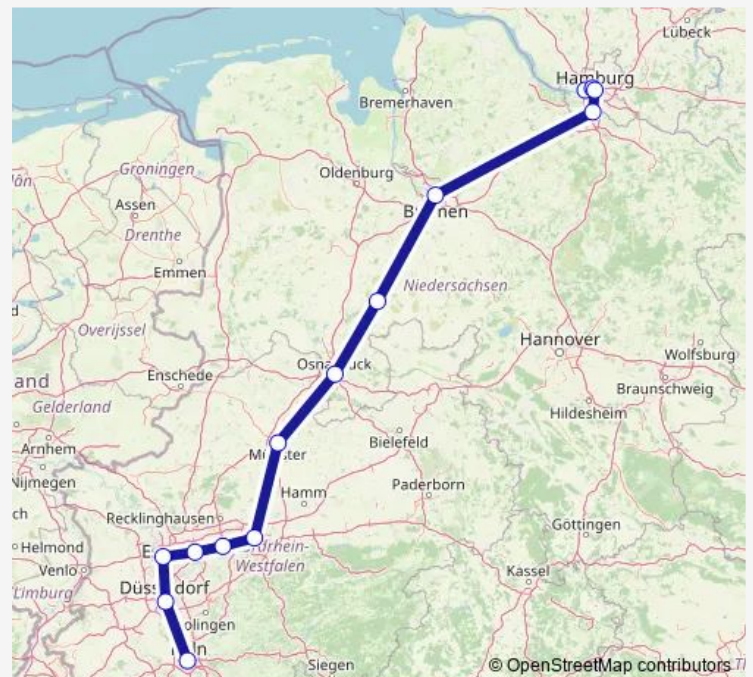 Lübeck
Hamburg
Bremerhaven
Groningen
Oldenburg
Assen
Drenthe
Emmen
Niedersachsen
Overijssel
Hannover
Wolfsburg
Enschede
Braunschweig
Gelderland
Hildesheim
Arnhem
Bielefeld
Nijmegen
Hamm
Paderborn
Recklinghausen
Göttingen
Helmond
Westfalen
Venlo
Kassel
Limburg
Siegen
© OpenStreetMap contributors